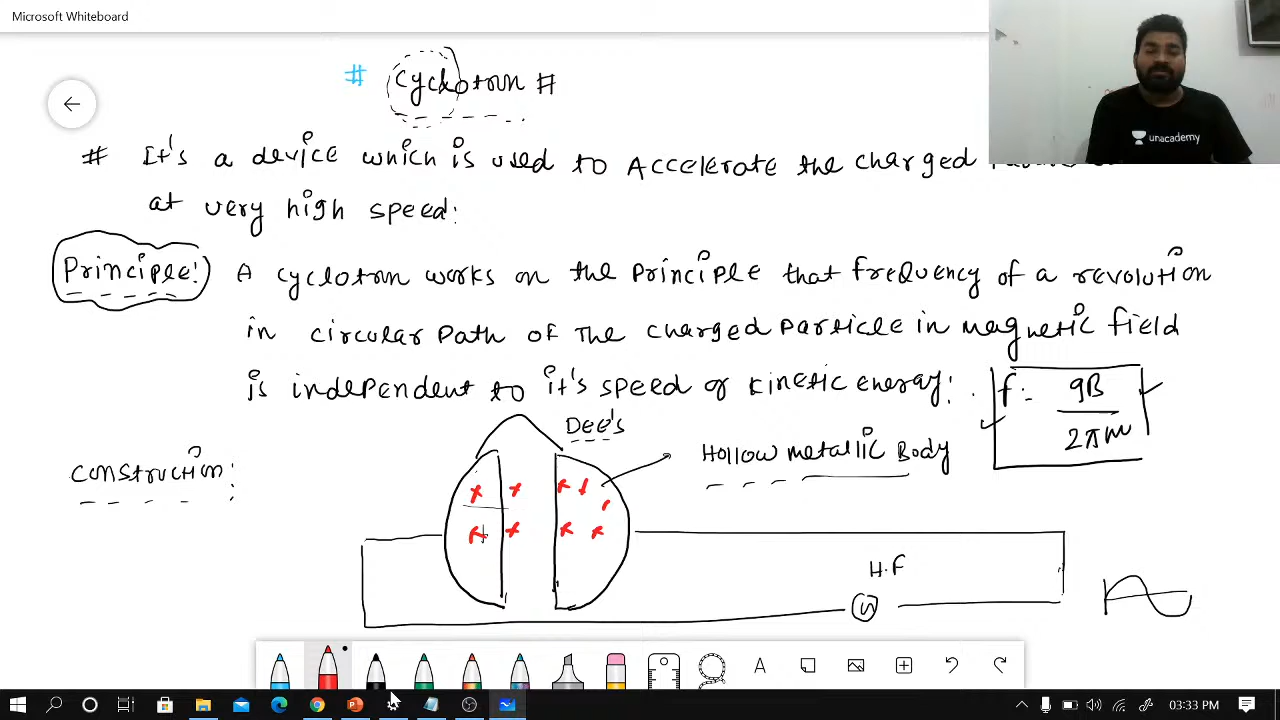 Microsoft Whiteboard
# Cyclotron #
unacademy
# It's a device which is used to Accelerate the charged
at very high speed:
Principle! A cyclotron works on the principle that frequency of a revolution
in circular path of the charged particle in magnetic field
is independent to it's speed or kinetic energy:
f = qB
2πm
Dee's
Hollow metallic Body
Construction:
H.F
A
03:33 PM